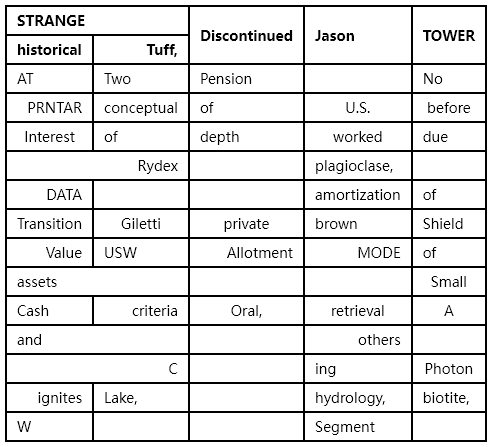 STRANGE Discontinued Jason TOWER
historical Tuff,
AT Two Pension No
PRNTAR conceptual of U.S. before
Interest of depth worked due
Rydex plagioclase,
DATA amortization of
Transition Giletti private brown Shield
Value USW Allotment MODE of
assets Small
Cash criteria Oral, retrieval A
and others
C ing Photon
ignites Lake, hydrology, biotite,
W Segment